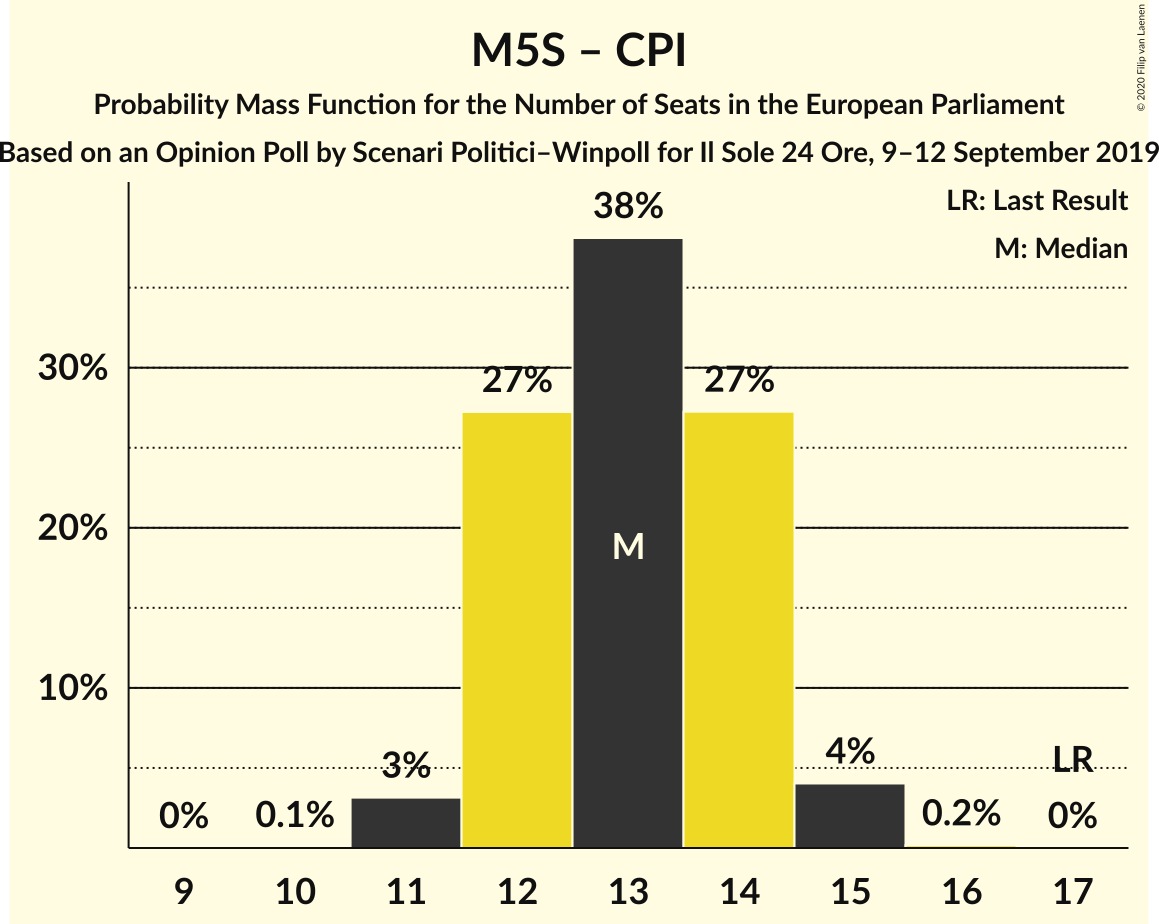 M5S – CPI
Probability Mass Function for the Number of Seats in the European Parliament
Based on an Opinion Poll by Scenari Politici–Winpoll for Il Sole 24 Ore, 9–12 September 2019
© 2020 Filip van Laenen
LR: Last Result
M: Median
38%
30%
27%
27%
20%
M
10%
3%
4%
LR
0%
0.1%
0.2%
0%
9 10 11 12 13 14 15 16 17